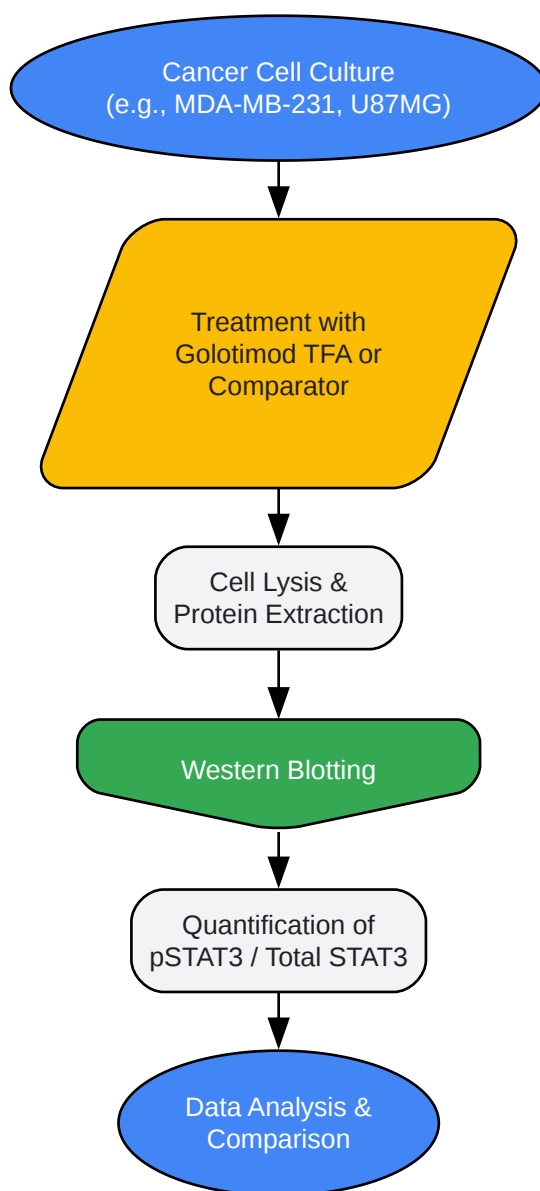 Cancer Cell Culture
(e.g., MDA-MB-231, U87MG)
Treatment with
Golotimod TFA or
Comparator
Cell Lysis &
Protein Extraction
Western Blotting
Quantification of
pSTAT3 / Total STAT3
Data Analysis &
Comparison